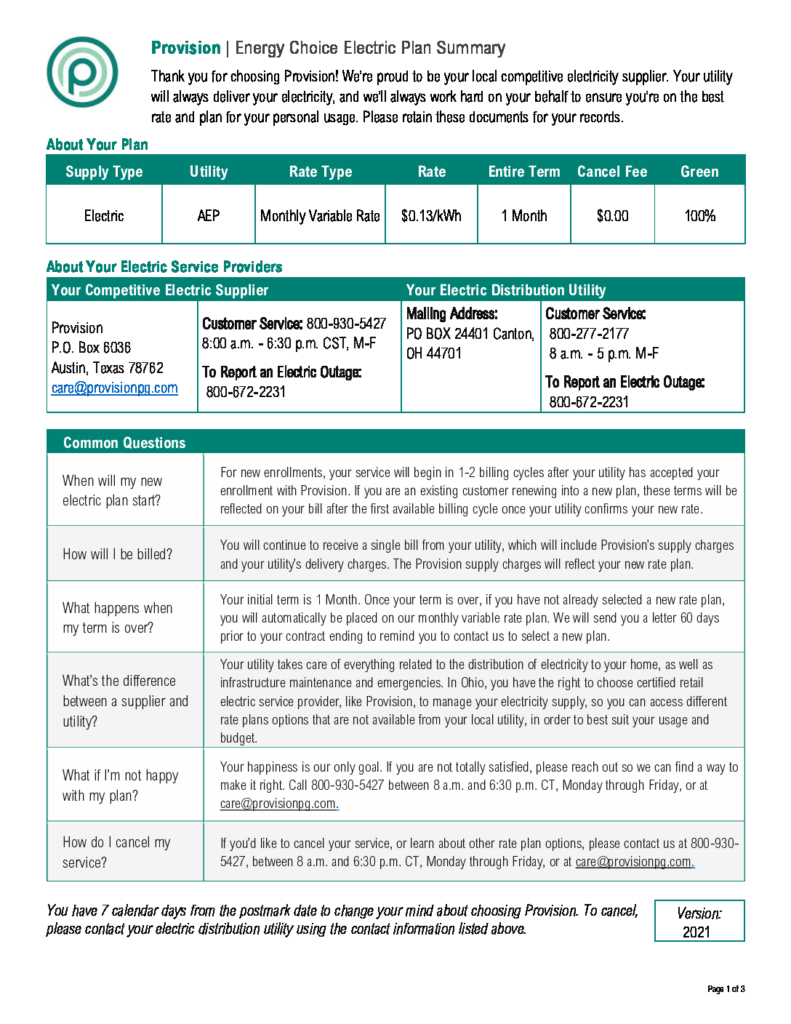 Provision | Energy Choice Electric Plan Summary
Thank you for choosing Provision! We're proud to be your local competitive electricity supplier. Your utility
will always deliver your electricity, and we'll always work hard on your behalf to ensure you're on the best
rate and plan for your personal usage. Please retain these documents for your records.
About Your Plan
Supply Type Utility Rate Type Rate Entire Term Cancel Fee Green
Electric AEP Monthly Variable Rate $0.13/kWh 1 Month $0.00 100%
About Your Electric Service Providers
Your Competitive Electric Supplier Your Electric Distribution Utility
Provision
P.O. Box 6036
Austin, Texas 78762
care@provisionpg.com
Customer Service: 800-930-5427
8:00 a.m. - 6:30 p.m. CST, M-F
To Report an Electric Outage:
800-672-2231
Mailing Address:
PO BOX 24401 Canton,
OH 44701
Customer Service:
800-277-2177
8 a.m. - 5 p.m. M-F
To Report an Electric Outage:
800-672-2231
Common Questions
When will my new
electric plan start?
For new enrollments, your service will begin in 1-2 billing cycles after your utility has accepted your
enrollment with Provision. If you are an existing customer renewing into a new plan, these terms will be
reflected on your bill after the first available billing cycle once your utility confirms your new rate.
How will I be billed?
You will continue to receive a single bill from your utility, which will include Provision's supply charges
and your utility's delivery charges. The Provision supply charges will reflect your new rate plan.
What happens when
my term is over?
Your initial term is 1 Month. Once your term is over, if you have not already selected a new rate plan,
you will automatically be placed on our monthly variable rate plan. We will send you a letter 60 days
prior to your contract ending to remind you to contact us to select a new plan.
What's the difference
between a supplier and
utility?
Your utility takes care of everything related to the distribution of electricity to your home, as well as
infrastructure maintenance and emergencies. In Ohio, you have the right to choose certified retail
electric service provider, like Provision, to manage your electricity supply, so you can access different
rate plans options that are not available from your local utility, in order to best suit your usage and
budget.
What if I'm not happy
with my plan?
Your happiness is our only goal. If you are not totally satisfied, please reach out so we can find a way to
make it right. Call 800-930-5427 between 8 a.m. and 6:30 p.m. CT, Monday through Friday, or at
care@provisionpg.com.
How do I cancel my
service?
If you'd like to cancel your service, or learn about other rate plan options, please contact us at 800-930-
5427, between 8 a.m. and 6:30 p.m. CT, Monday through Friday, or at care@provisionpg.com.
You have 7 calendar days from the postmark date to change your mind about choosing Provision. To cancel,
please contact your electric distribution utility using the contact information listed above.
Version:
2021
Page 1 of 3